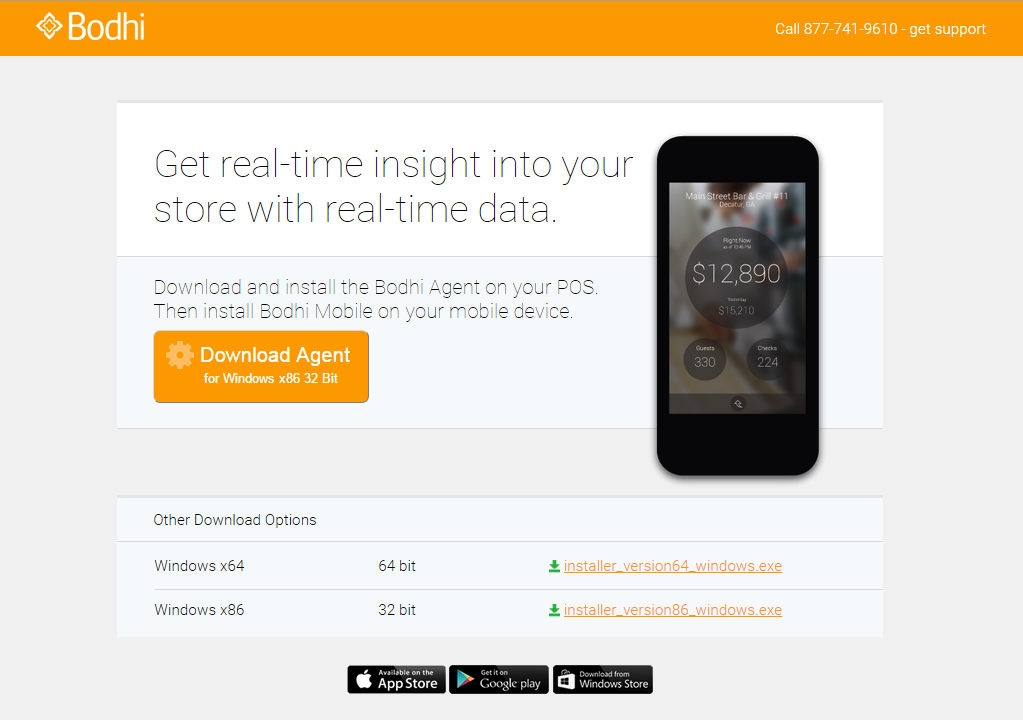 Bodhi
Call 877-741-9610 - get support
Get real-time insight into your
store with real-time data.
Download and install the Bodhi Agent on your POS.
Then install Bodhi Mobile on your mobile device.
Download Agent
for Windows x86 32 Bit
Main Street Bar & Grill #11
Decatur, GA
Right Now
as of 10:45 PM
$12,890
Yesterday
$15,210
Guests
330
Checks
224
Other Download Options
Windows x64 64 bit installer_version64_windows.exe
Windows x86 32 bit installer_version86_windows.exe
Available on the
App Store
Get it on
Google play
Download from
Windows Store